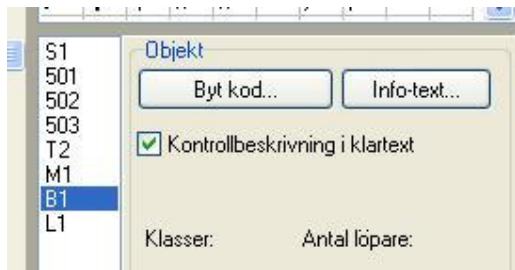 S1
501
502
503
T2
M1
B1
L1
Objekt
Byt kod...
Info-text...
Kontrollbeskrivning i klartext
Klasser:
Antal löpare: